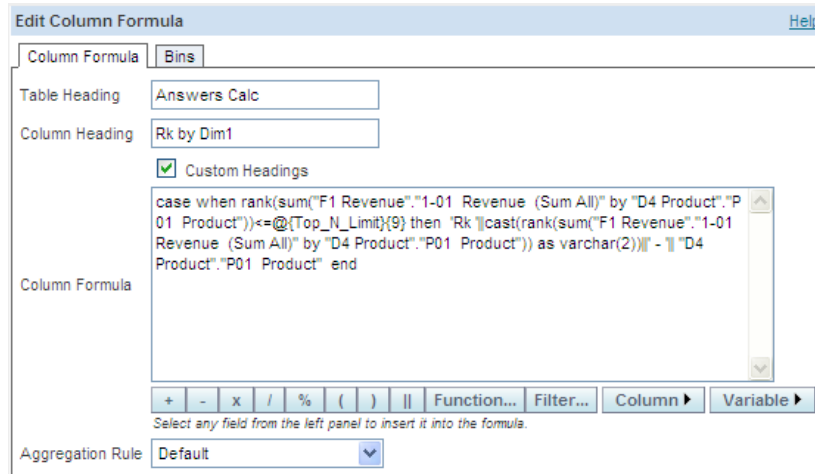 Edit Column Formula Help
Column Formula Bins
Table Heading Answers Calc
Column Heading Rk by Dim1
Custom Headings
case when rank(sum("F1 Revenue"."1-01  Revenue  (Sum All)" by "D4 Product"."P
01  Product"))<=@{Top_N_Limit}{9} then  'Rk '||cast(rank(sum("F1 Revenue"."1-01
Revenue  (Sum All)" by "D4 Product"."P01  Product")) as varchar(2))||' - '|| "D4
Product"."P01  Product"  end
Column Formula
+ - x / % ( ) || Function... Filter... Column Variable
Select any field from the left panel to insert it into the formula.
Aggregation Rule Default